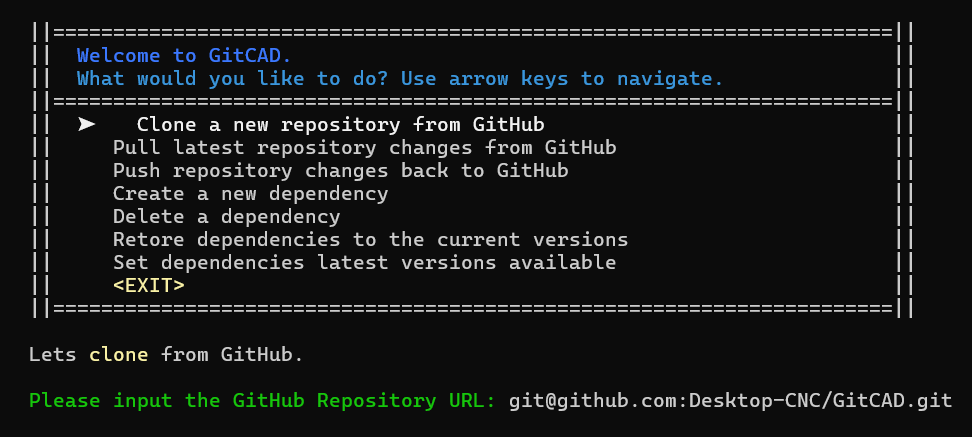 ||======================================================================||
||  Welcome to GitCAD.                                                  ||
||  What would you like to do? Use arrow keys to navigate.              ||
||======================================================================||
||  ➤   Clone a new repository from GitHub                              ||
||     Pull latest repository changes from GitHub                       ||
||     Push repository changes back to GitHub                           ||
||     Create a new dependency                                          ||
||     Delete a dependency                                              ||
||     Retore dependencies to the current versions                      ||
||     Set dependencies latest versions available                       ||
||     <EXIT>                                                           ||
||======================================================================||
Lets clone from GitHub.
Please input the GitHub Repository URL: git@github.com:Desktop-CNC/GitCAD.git